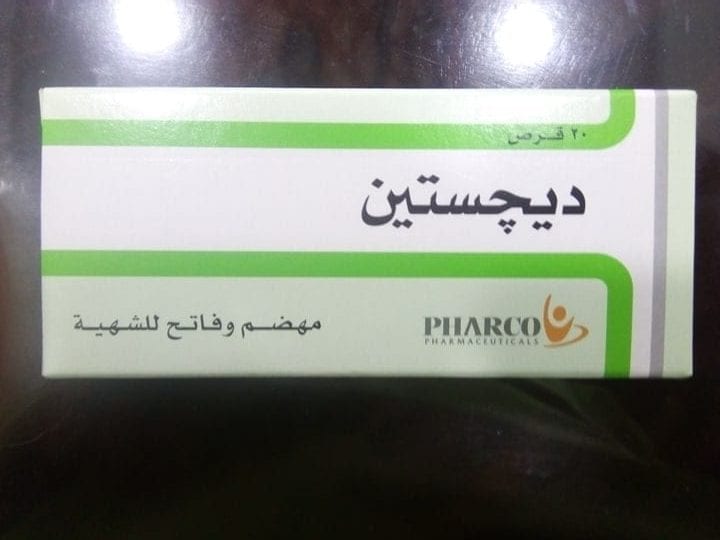 ٢٠ قرص
ديچستين
مهضم وفاتح للشهية
PHARCO
PHARMACEUTICALS